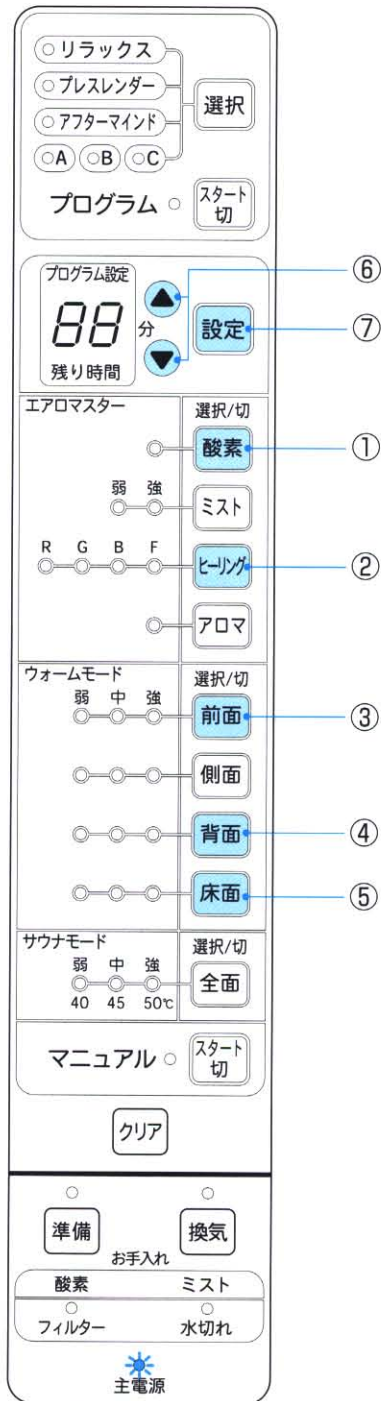 リラックス
プレスレンダー
アフターマインド
選択
A B C
プログラム
スタート
切
プログラム設定
88
分
残り時間
設定
⑥
⑦
エアロマスター
選択/切
酸素
①
弱 強
ミスト
R G B F
ヒーリング
②
アロマ
ウォームモード
選択/切
弱 中 強
前面
③
側面
背面
④
床面
⑤
サウナモード
選択/切
弱 中 強
40 45 50℃
全面
マニュアル
スタート
切
クリア
準備
換気
お手入れ
酸素 ミスト
フィルター 水切れ
主電源